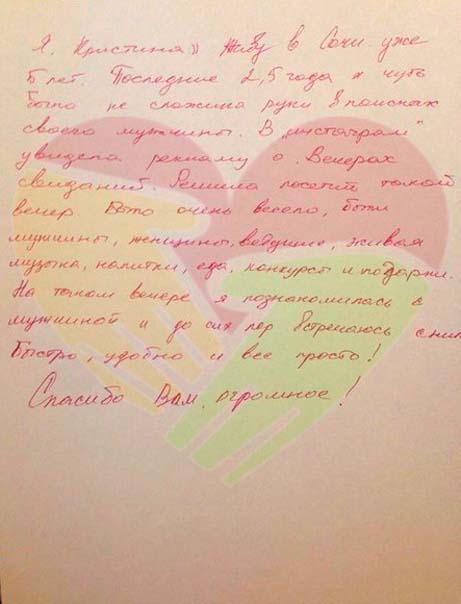 Я, Кристина)) Живу в Сочи уже
6 лет. Последние 2,5 года я чуть
было не сложила руки в поисках
своего мужчины. В „инстаграм"
увидела рекламу о Вечерах
свиданий. Решила посетить такой
вечер. Было очень весело, были
мужчины, женщины, ведущие, живая
музыка, напитки, еда, конкурсы и подарки.
На таком вечере я познакомилась с
мужчиной и до сих пор встречаюсь с ним
Быстро, удобно и все просто!
Спасибо Вам, огромное!